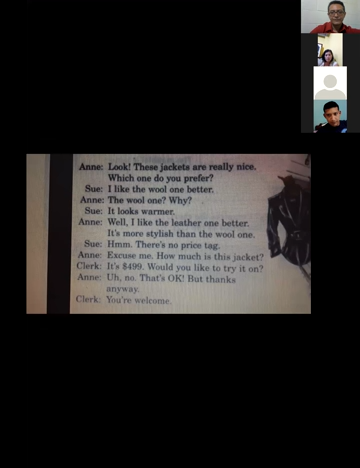 Anne: Look! These jackets are really nice.
Which one do you prefer?
Sue: I like the wool one better.
Anne: The wool one? Why?
Sue: It looks warmer.
Anne: Well, I like the leather one better.
It's more stylish than the wool one.
Sue: Hmm. There's no price tag.
Anne: Excuse me. How much is this jacket?
Clerk: It's $499. Would you like to try it on?
Anne: Uh, no. That's OK! But thanks
anyway.
Clerk: You're welcome.